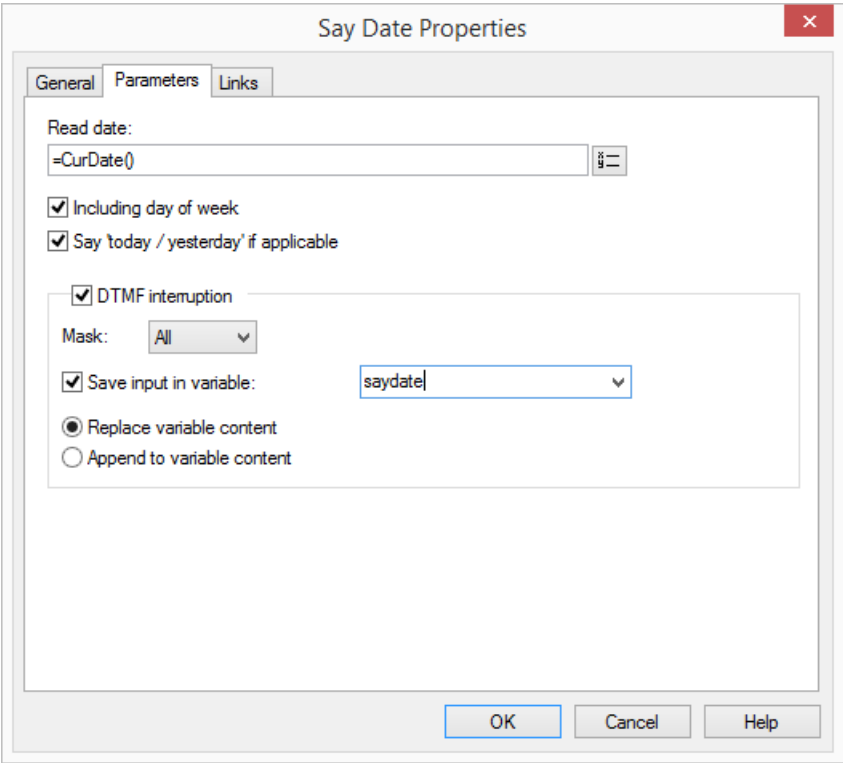 Say Date Properties
General Parameters Links
Read date:
=CurDate()
Including day of week
Say 'today / yesterday' if applicable
DTMF interruption
Mask: All
Save input in variable: saydate
Replace variable content
Append to variable content
OK Cancel Help